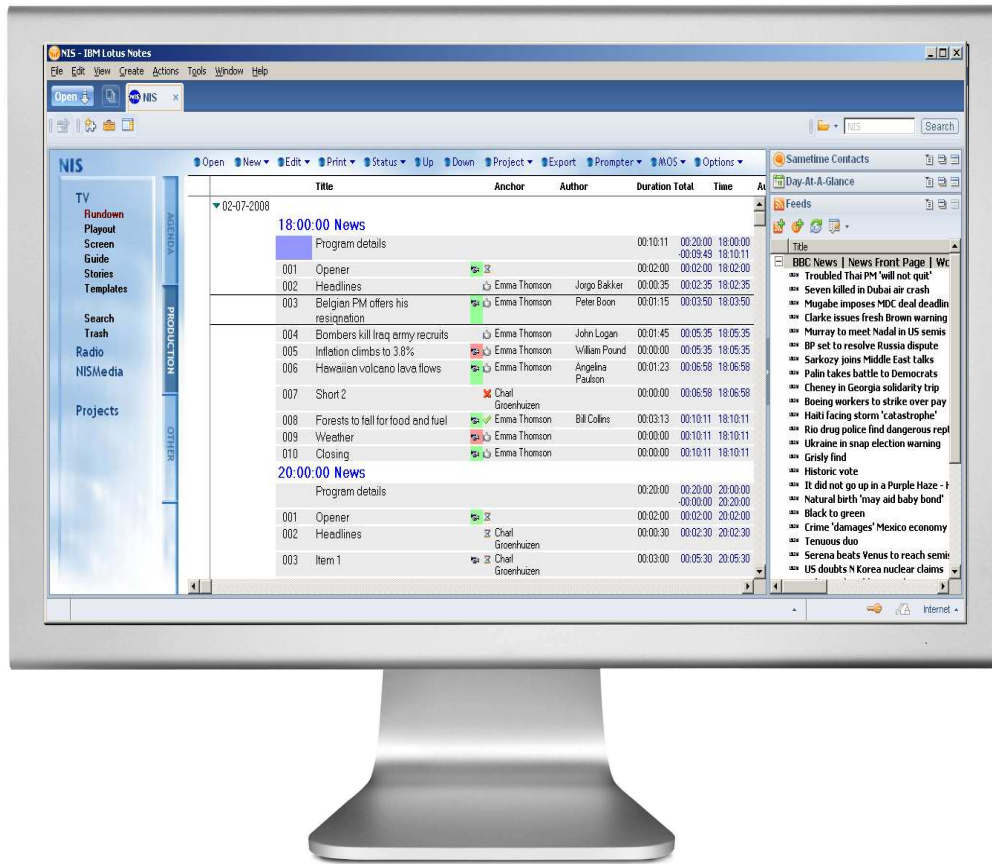 NIS - IBM Lotus Notes
File Edit View Create Actions Tools Window Help
Open NIS ×
NIS Search
NIS
TV
Rundown
Playout
Screen
Guide
Stories
Templates
Search
Trash
Radio
NISMedia
Projects
AGENDA
PRODUCTION
OTHER
Open New Edit Print Status Up Down Project Export Prompter MOS Options
Title Anchor Author Duration Total Time Au
02-07-2008
18:00:00 News
Program details 00:10:11 00:20:00 18:00:00
-00:09:49 18:10:11
001 Opener 00:02:00 00:02:00 18:02:00
002 Headlines Emma Thomson Jorgo Bakker 00:00:35 00:02:35 18:02:35
003 Belgian PM offers his Emma Thomson Peter Boon 00:01:15 00:03:50 18:03:50
resignation
004 Bombers kill Iraq army recruits Emma Thomson John Logan 00:01:45 00:05:35 18:05:35
005 Inflation climbs to 3.8% Emma Thomson William Pound 00:00:00 00:05:35 18:05:35
006 Hawaiian volcano lava flows Emma Thomson Angelina 00:01:23 00:06:58 18:06:58
Paulson
007 Short 2 Charl 00:00:00 00:06:58 18:06:58
Groenhuizen
008 Forests to fall for food and fuel Emma Thomson Bill Collins 00:03:13 00:10:11 18:10:11
009 Weather Emma Thomson 00:00:00 00:10:11 18:10:11
010 Closing Emma Thomson 00:00:00 00:10:11 18:10:11
20:00:00 News
Program details 00:20:00 00:20:00 20:00:00
-00:00:00 20:20:00
001 Opener 00:02:00 00:02:00 20:02:00
002 Headlines Charl 00:00:30 00:02:30 20:02:30
Groenhuizen
003 Item 1 Charl 00:03:00 00:05:30 20:05:30
Groenhuizen
Sametime Contacts
Day-At-A-Glance
Feeds
Title
BBC News | News Front Page | Wo
Troubled Thai PM 'will not quit'
Seven killed in Dubai air crash
Mugabe imposes MDC deal deadlin
Clarke issues fresh Brown warning
Murray to meet Nadal in US semis
BP set to resolve Russia dispute
Sarkozy joins Middle East talks
Palin takes battle to Democrats
Cheney in Georgia solidarity trip
Boeing workers to strike over pay
Haiti facing storm 'catastrophe'
Rio drug police find dangerous rept
Ukraine in snap election warning
Grisly find
Historic vote
It did not go up in a Purple Haze - H
Natural birth 'may aid baby bond'
Black to green
Crime 'damages' Mexico economy
Tenuous duo
Serena beats Venus to reach semis
US doubts N Korea nuclear claims
Internet